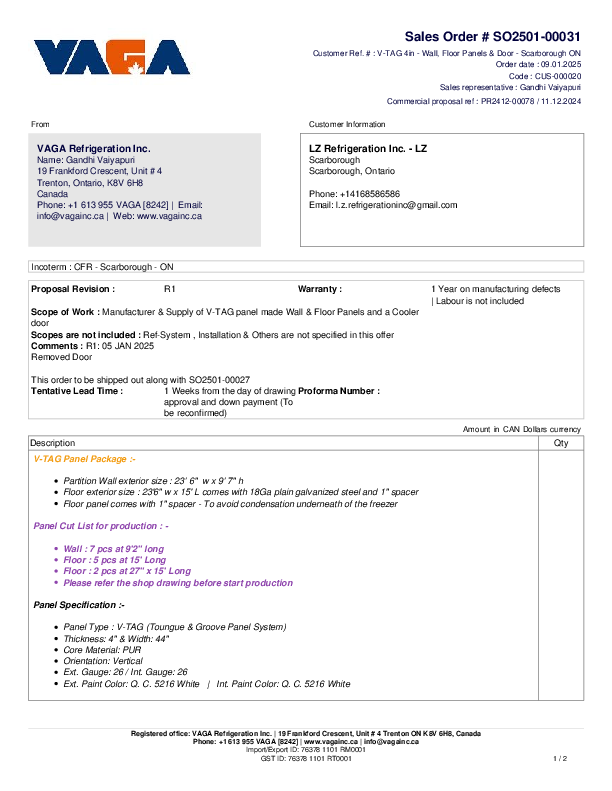 VAGA
Sales Order # SO2501-00031
Customer Ref. # : V-TAG 4in - Wall, Floor Panels & Door - Scarborough ON
Order date : 09.01.2025
Code : CUS-000020
Sales representative : Gandhi Vaiyapuri
Commercial proposal ref : PR2412-00078 / 11.12.2024
From
VAGA Refrigeration Inc.
Name: Gandhi Vaiyapuri
19 Frankford Crescent, Unit # 4
Trenton, Ontario, K8V 6H8
Canada
Phone: +1 613 955 VAGA [8242] | Email:
info@vagainc.ca | Web: www.vagainc.ca
Customer Information
LZ Refrigeration Inc. - LZ
Scarborough
Scarborough, Ontario
Phone: +14168586586
Email: l.z.refrigerationinc@gmail.com
Incoterm : CFR - Scarborough - ON
Proposal Revision : R1 Warranty : 1 Year on manufacturing defects
| Labour is not included
Scope of Work : Manufacturer & Supply of V-TAG panel made Wall & Floor Panels and a Cooler
door
Scopes are not included : Ref-System , Installation & Others are not specified in this offer
Comments : R1: 05 JAN 2025
Removed Door
This order to be shipped out along with SO2501-00027
Tentative Lead Time : 1 Weeks from the day of drawing Proforma Number :
approval and down payment (To
be reconfirmed)
Amount in CAN Dollars currency
Description Qty
V-TAG Panel Package :-
• Partition Wall exterior size : 23' 6" w x 9' 7" h
• Floor exterior size : 23'6" w x 15' L comes with 18Ga plain galvanized steel and 1" spacer
• Floor panel comes with 1" spacer - To avoid condensation underneath of the freezer
Panel Cut List for production : -
• Wall : 7 pcs at 9'2" long
• Floor : 5 pcs at 15' Long
• Floor : 2 pcs at 27" x 15' Long
• Please refer the shop drawing before start production
Panel Specification :-
• Panel Type : V-TAG (Toungue & Groove Panel System)
• Thickness: 4" & Width: 44"
• Core Material: PUR
• Orientation: Vertical
• Ext. Gauge: 26 / Int. Gauge: 26
• Ext. Paint Color: Q. C. 5216 White | Int. Paint Color: Q. C. 5216 White
Registered office: VAGA Refrigeration Inc. | 19 Frankford Crescent, Unit # 4 Trenton ON K8V 6H8, Canada
Phone: +1 613 955 VAGA [8242] | www.vagainc.ca | info@vagainc.ca
Import/Export ID: 76378 1101 RM0001
GST ID: 76378 1101 RT0001
1 / 2